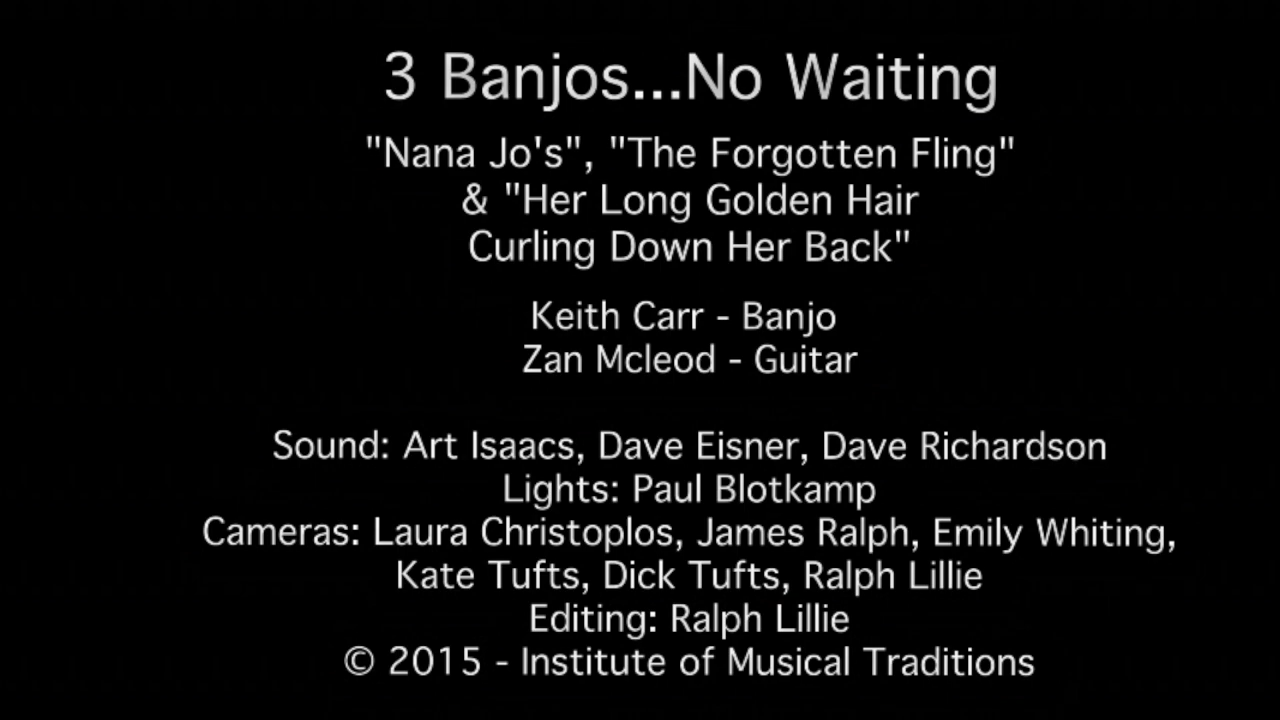 3 Banjos...No Waiting
"Nana Jo's", "The Forgotten Fling"
& "Her Long Golden Hair
Curling Down Her Back"
Keith Carr - Banjo
Zan Mcleod - Guitar
Sound: Art Isaacs, Dave Eisner, Dave Richardson
Lights: Paul Blotkamp
Cameras: Laura Christoplos, James Ralph, Emily Whiting,
Kate Tufts, Dick Tufts, Ralph Lillie
Editing: Ralph Lillie
© 2015 - Institute of Musical Traditions